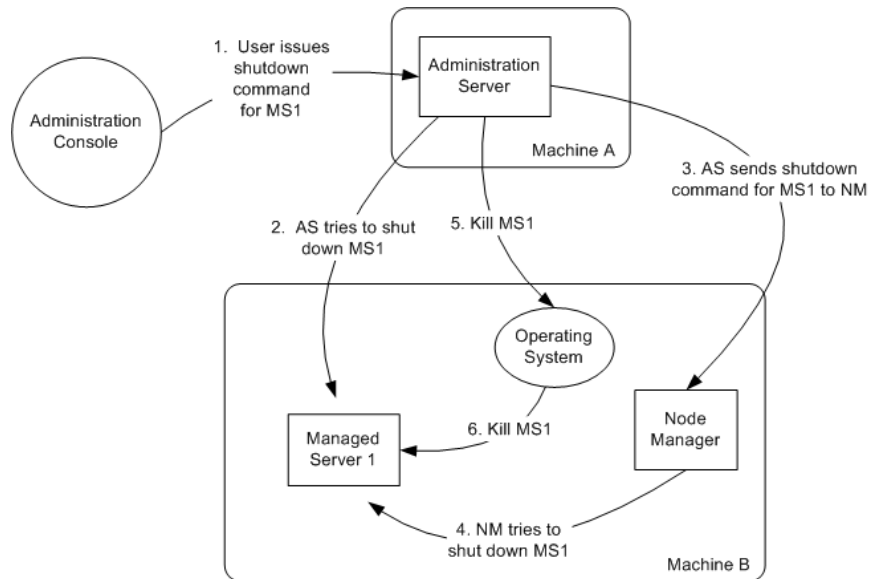 1. User issues
shutdown
command
for MS1
Administration
Console
Administration
Server
Machine A
3. AS sends shutdown
command for MS1 to NM
2. AS tries to shut
down MS1
5. Kill MS1
Operating
System
Managed
Server 1
6. Kill MS1
Node
Manager
4. NM tries to
shut down MS1
Machine B